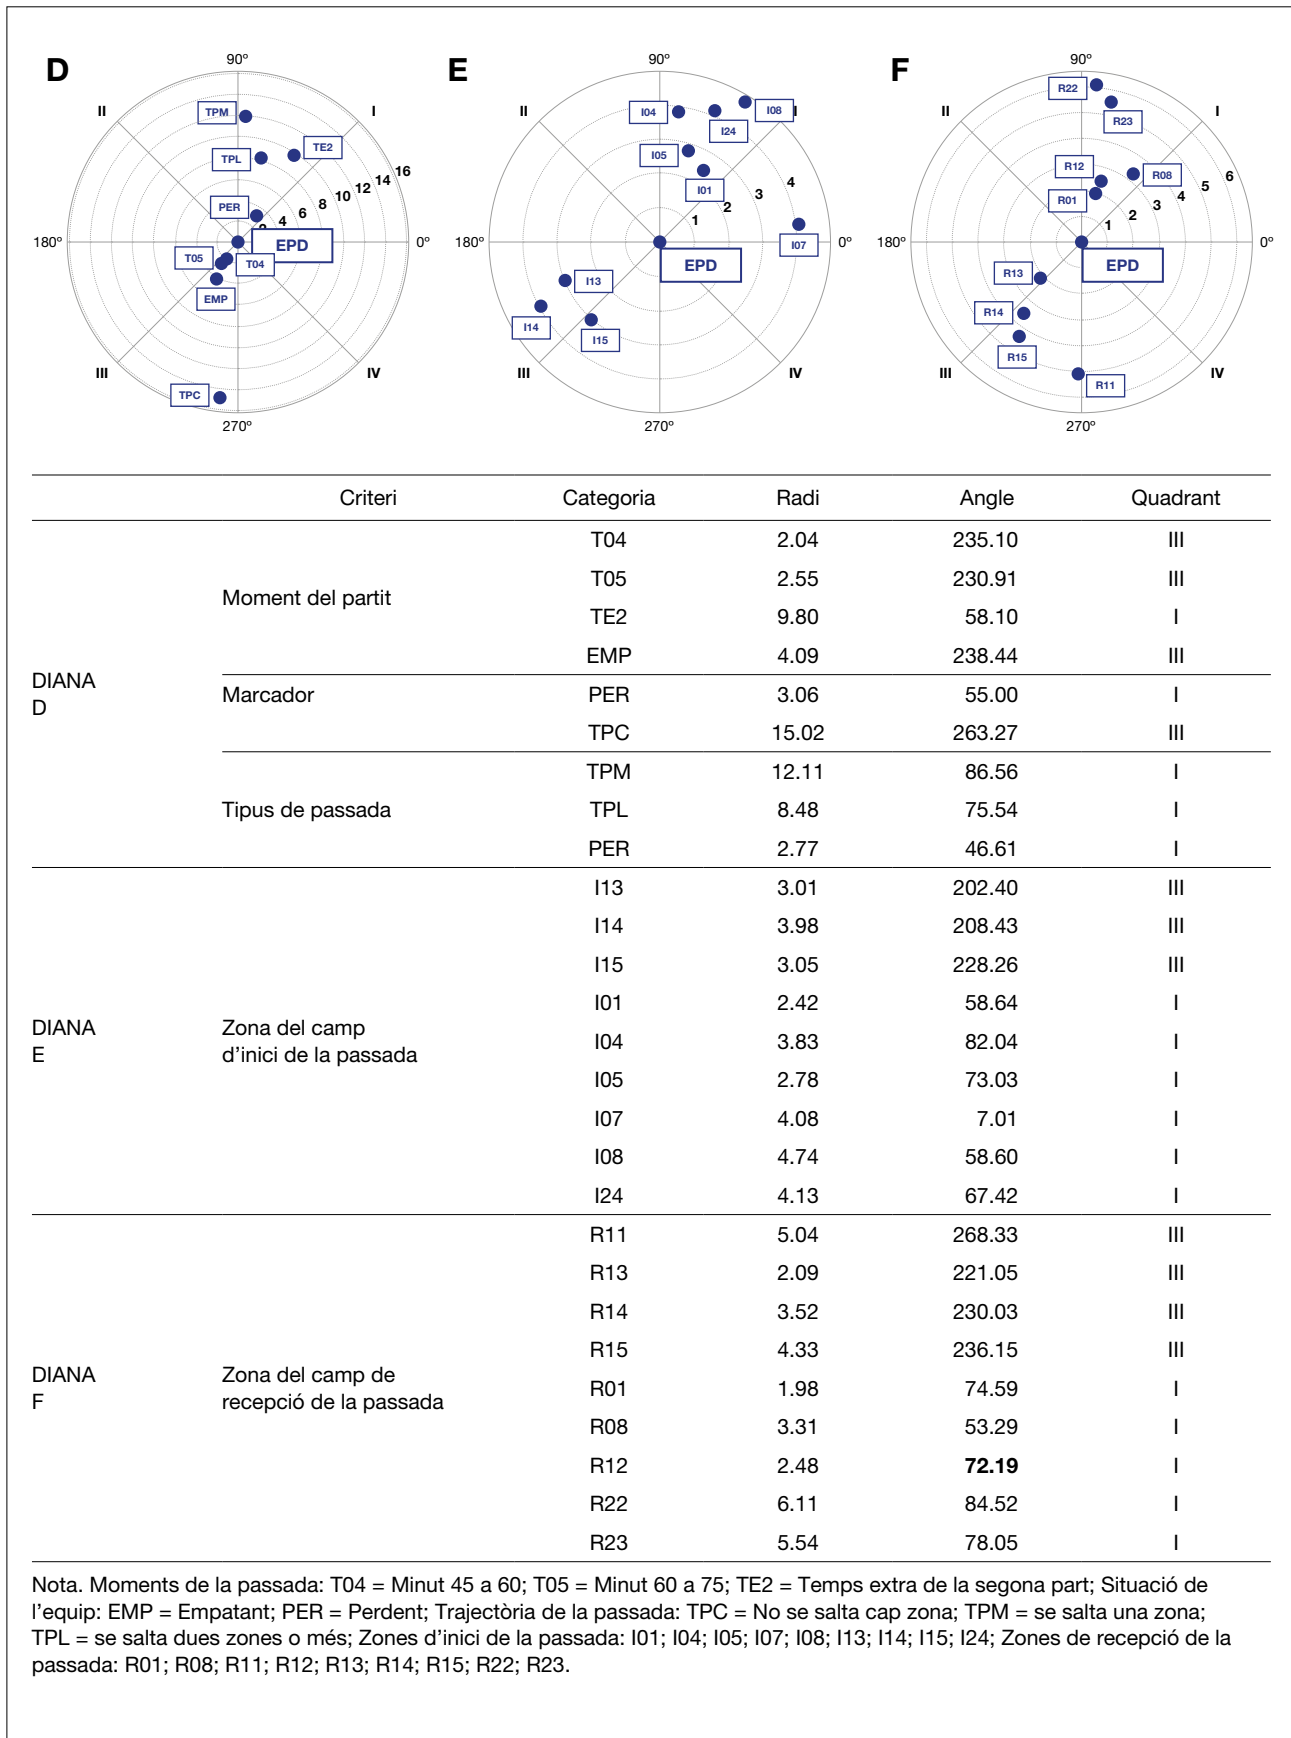 D
90º
II
I
TPM
TE2
TPL
16
14
12
10
8
6
4
2
PER
180º
0º
EPD
T05
T04
EMP
III
IV
TPC
270º
E
90º
II
I
I04
I08
I24
I05
I01
4
3
2
1
180º
0º
I07
EPD
I13
I14
I15
III
IV
270º
F
90º
II
I
R22
R23
R12
R08
R01
6
5
4
3
2
1
180º
0º
EPD
R13
R14
R15
R11
III
IV
270º
Criteri Categoria Radi Angle Quadrant
DIANA
D
Moment del partit
T04 2.04 235.10 III
T05 2.55 230.91 III
TE2 9.80 58.10 I
EMP 4.09 238.44 III
Marcador
PER 3.06 55.00 I
TPC 15.02 263.27 III
Tipus de passada
TPM 12.11 86.56 I
TPL 8.48 75.54 I
PER 2.77 46.61 I
DIANA
E
Zona del camp
d’inici de la passada
I13 3.01 202.40 III
I14 3.98 208.43 III
I15 3.05 228.26 III
I01 2.42 58.64 I
I04 3.83 82.04 I
I05 2.78 73.03 I
I07 4.08 7.01 I
I08 4.74 58.60 I
I24 4.13 67.42 I
DIANA
F
Zona del camp de
recepció de la passada
R11 5.04 268.33 III
R13 2.09 221.05 III
R14 3.52 230.03 III
R15 4.33 236.15 III
R01 1.98 74.59 I
R08 3.31 53.29 I
R12 2.48 72.19 I
R22 6.11 84.52 I
R23 5.54 78.05 I
Nota. Moments de la passada: T04 = Minut 45 a 60; T05 = Minut 60 a 75; TE2 = Temps extra de la segona part; Situació de
l’equip: EMP = Empatant; PER = Perdent; Trajectòria de la passada: TPC = No se salta cap zona; TPM = se salta una zona;
TPL = se salta dues zones o més; Zones d’inici de la passada: I01; I04; I05; I07; I08; I13; I14; I15; I24; Zones de recepció de la
passada: R01; R08; R11; R12; R13; R14; R15; R22; R23.